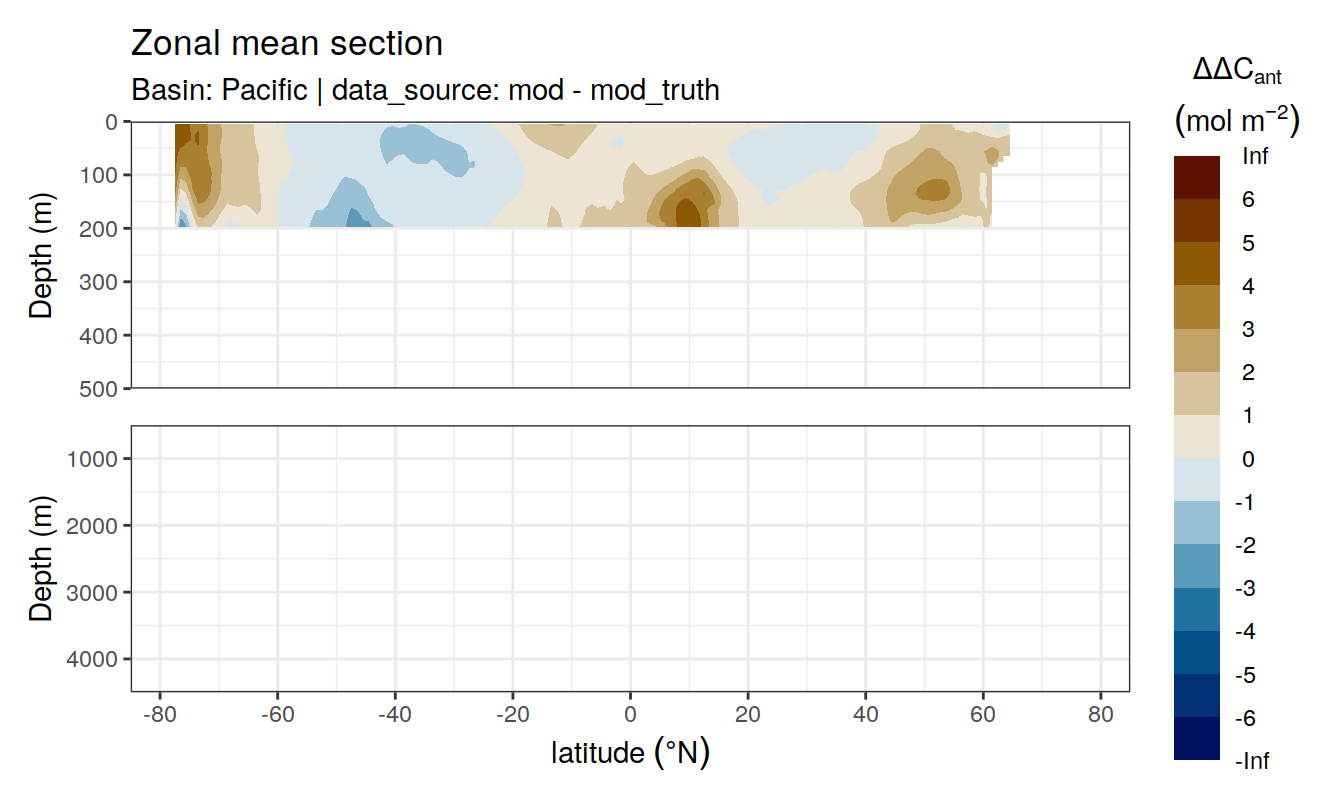 Zonal mean section
Basin: Pacific | data_source: mod - mod_truth
ΔΔCant
(mol m−2)
Inf
6
5
4
3
2
1
0
-1
-2
-3
-4
-5
-6
-Inf
Depth (m)
0
100
200
300
400
500
Depth (m)
1000
2000
3000
4000
-80 -60 -40 -20 0 20 40 60 80
latitude (°N)